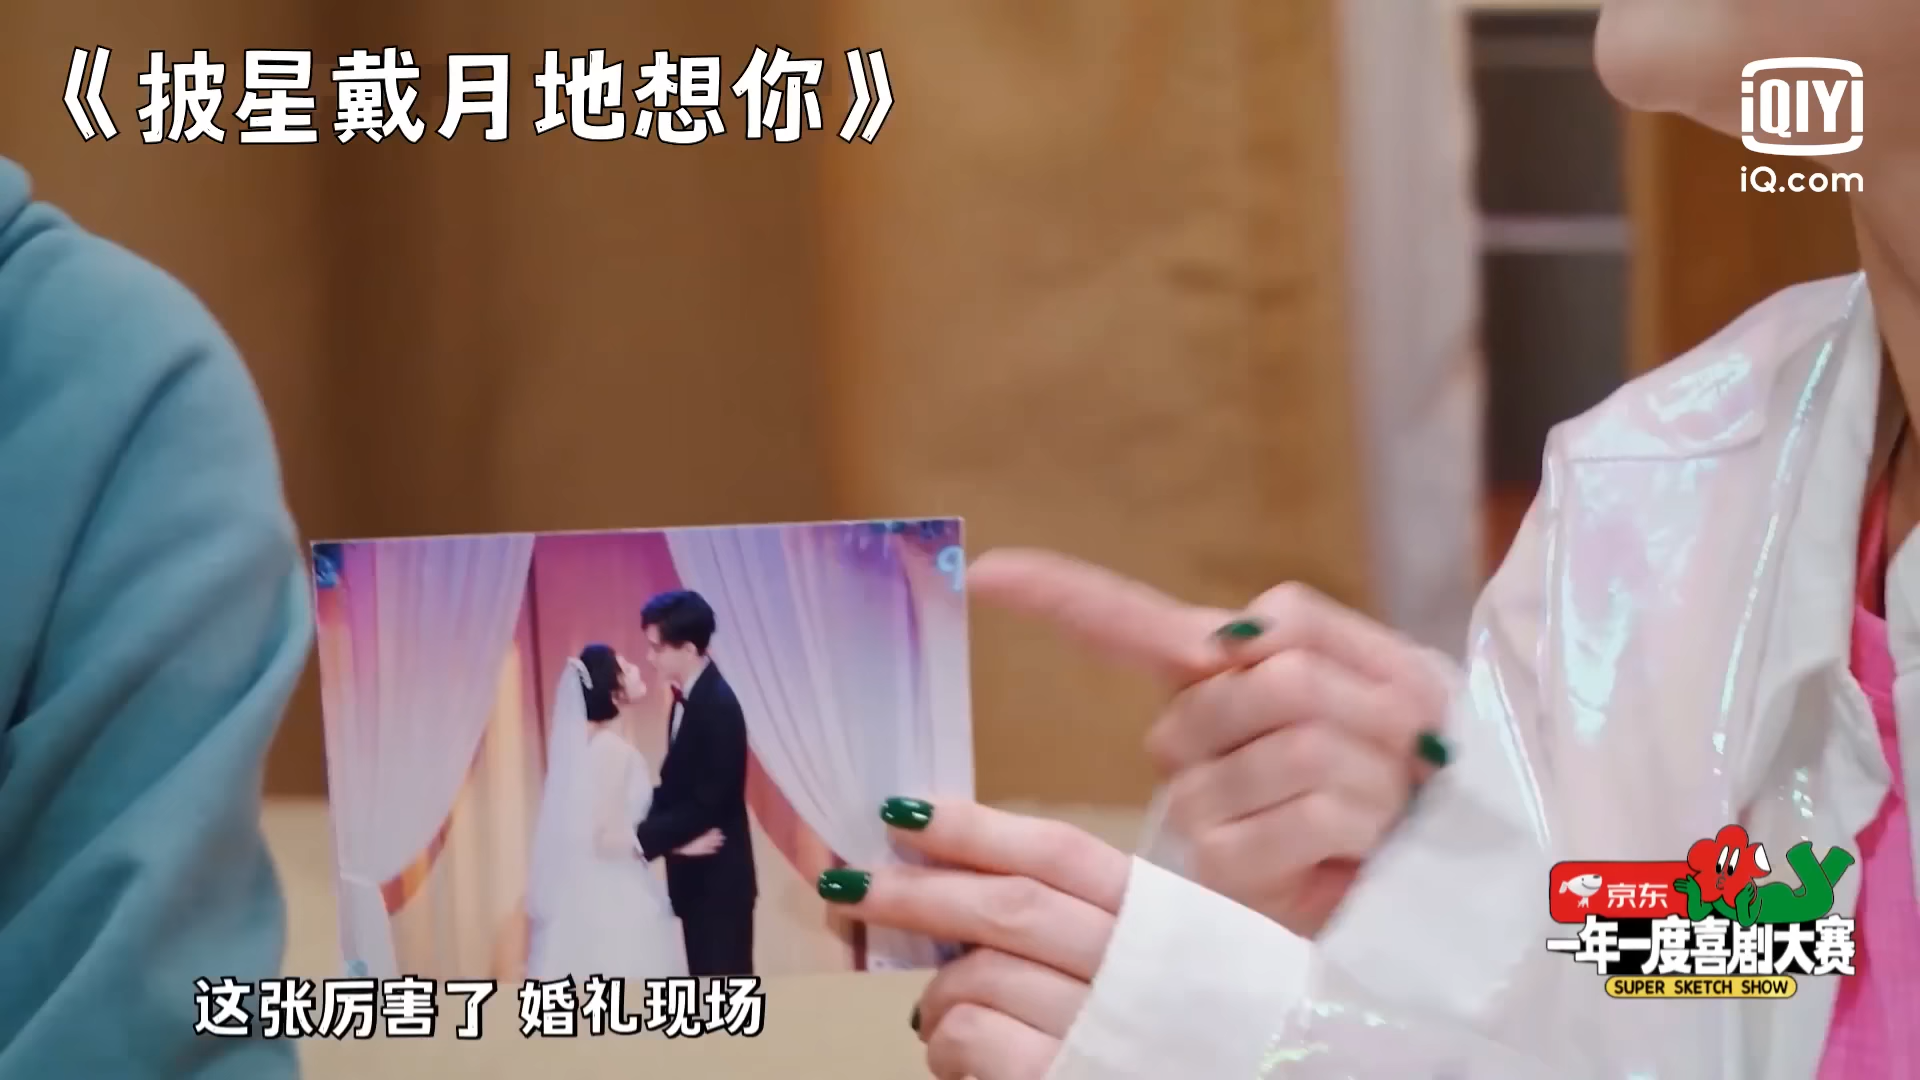 《披星戴月地想你》
iQIYI
iQ.com
京东
一年一度喜剧大赛
SUPER SKETCH SHOW
这张厉害了 婚礼现场